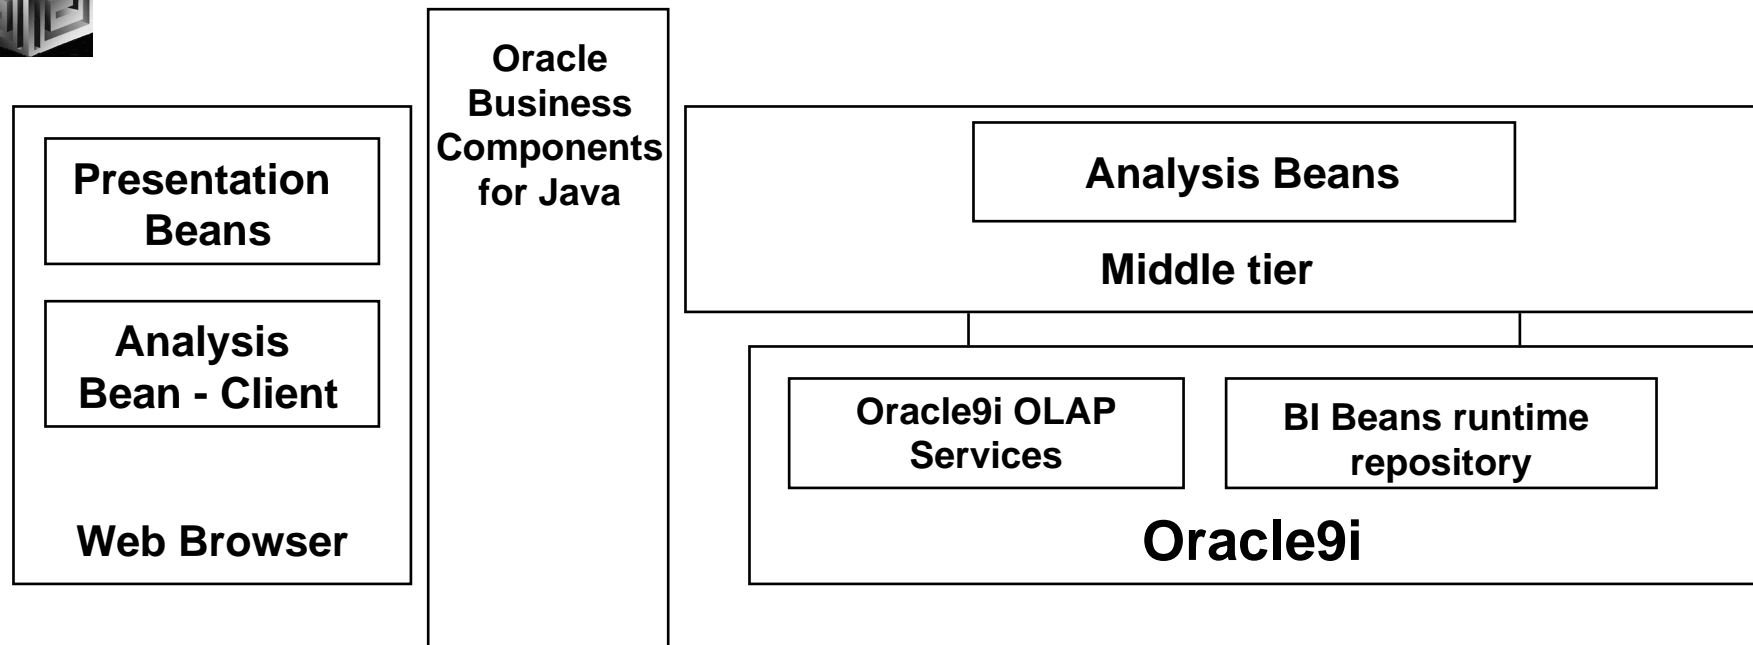 Oracle
Business
Components
for Java
Presentation
Beans
Analysis
Bean - Client
Web Browser
Analysis Beans
Middle tier
Oracle9i OLAP
Services
BI Beans runtime
repository
Oracle9i